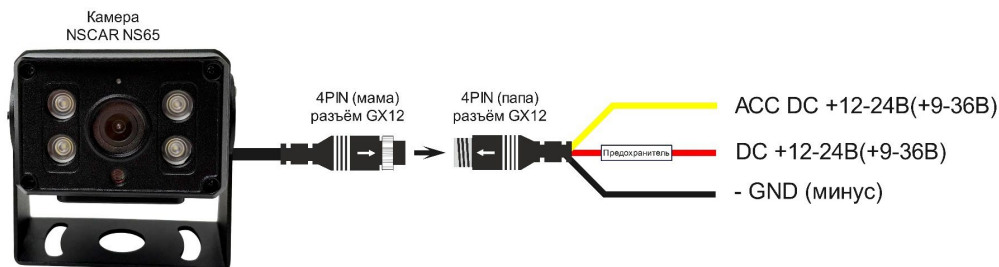 Камера
NSCAR NS65
4PIN (мама)
разъём GX12
4PIN (папа)
разъём GX12
ACC DC +12-24В(+9-36В)
Предохранитель
DC +12-24В(+9-36В)
- GND (минус)